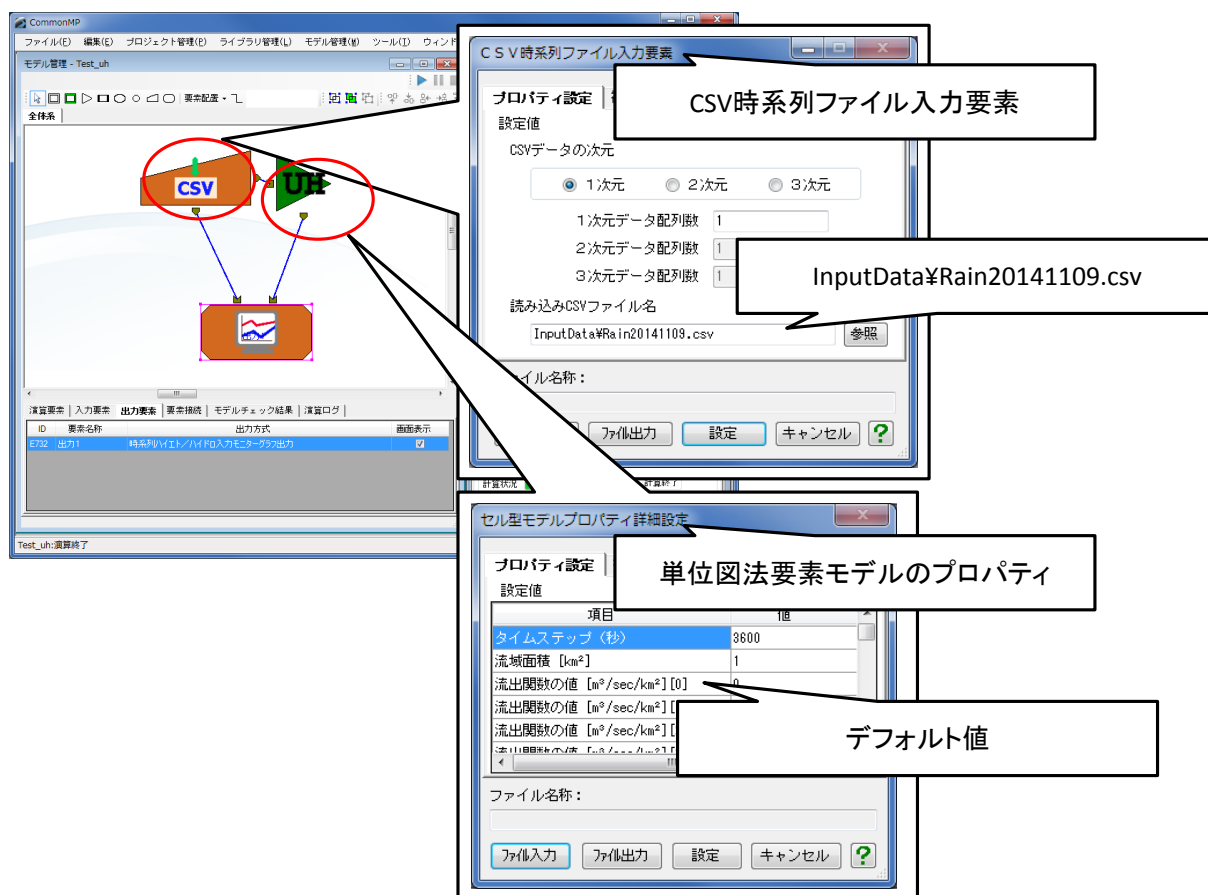 CommonMP
ファイル(F) 編集(E) プロジェクト管理(P) ライブラリ管理(L) モデル管理(M) ツール(T) ウィンド
モデル管理 - Test_uh
要素配置
全体系
CSV
UH
演算要素 入力要素 出力要素 要素接続 モデルチェック結果 演算ログ
ID 要素名称 出力方式 画面表示
E732 出力1 時系列ハイエト/ハイドロ入力モニターグラフ出力
Test_uh:演算終了
CSV時系列ファイル入力要素
CSV時系列ファイル入力要素
プロパティ設定
設定値
CSVデータの次元
1次元 2次元 3次元
1次元データ配列数 1
2次元データ配列数 1
3次元データ配列数 1
InputData¥Rain20141109.csv
読み込みCSVファイル名
InputData¥Rain20141109.csv 参照
イル名称:
ファイル出力 設定 キャンセル ?
計算状況 計算終了
セル型モデルプロパティ詳細設定
単位図法要素モデルのプロパティ
プロパティ設定
設定値
項目 値
タイムステップ (秒) 3600
流域面積 [km²] 1
流出関数の値 [m³/sec/km²][0]
流出関数の値 [m³/sec/km²][
流出関数の値 [m³/sec/km²][
デフォルト値
ファイル名称:
ファイル入力 ファイル出力 設定 キャンセル ?